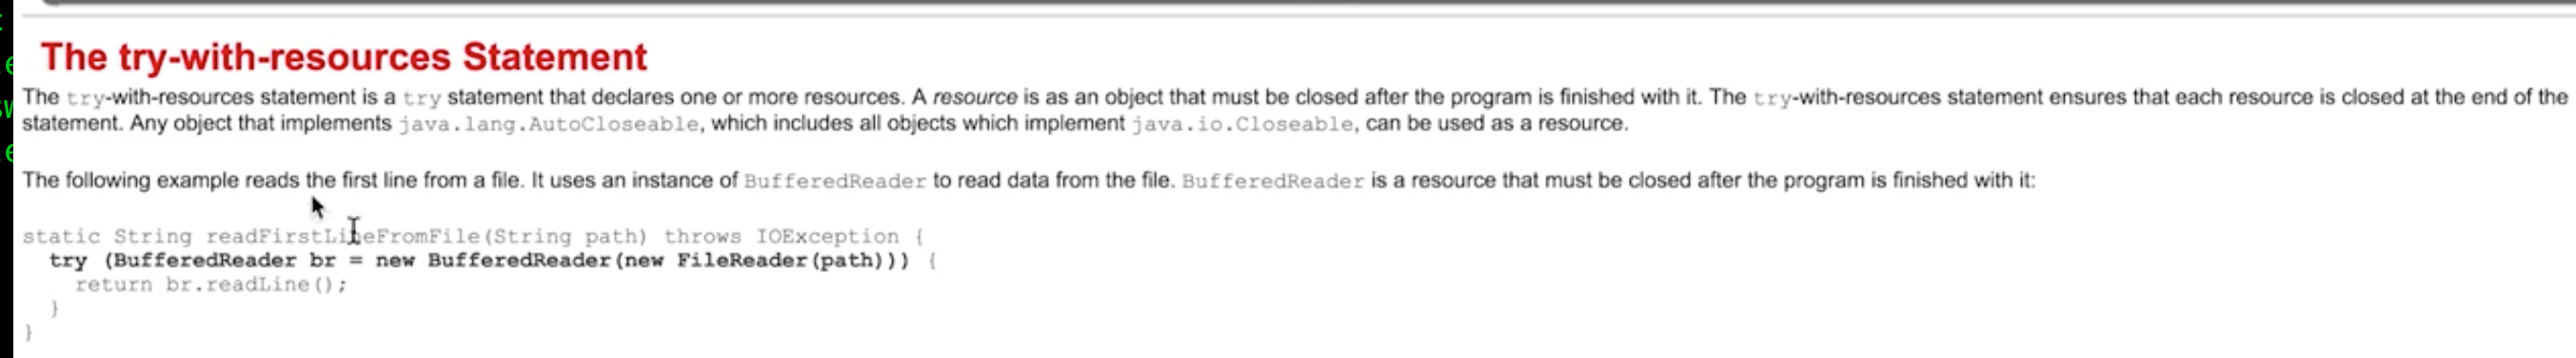 The try-with-resources Statement
The try-with-resources statement is a try statement that declares one or more resources. A resource is as an object that must be closed after the program is finished with it. The try-with-resources statement ensures that each resource is closed at the end of the
statement. Any object that implements java.lang.AutoCloseable, which includes all objects which implement java.io.Closeable, can be used as a resource.
The following example reads the first line from a file. It uses an instance of BufferedReader to read data from the file. BufferedReader is a resource that must be closed after the program is finished with it:
static String readFirstLineFromFile(String path) throws IOException {
try (BufferedReader br = new BufferedReader(new FileReader(path))) {
return br.readLine();
}
}